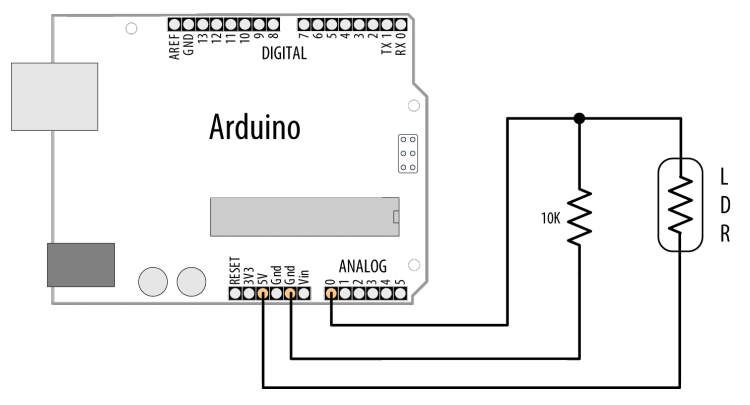 AREF
GND
13
12
11
10
9
8
7
6
5
4
3
2
TX 1
RX 0
DIGITAL
Arduino
10K
L
D
R
RESET
3V3
5V
Gnd
Gnd
Vin
ANALOG
0
1
2
3
4
5